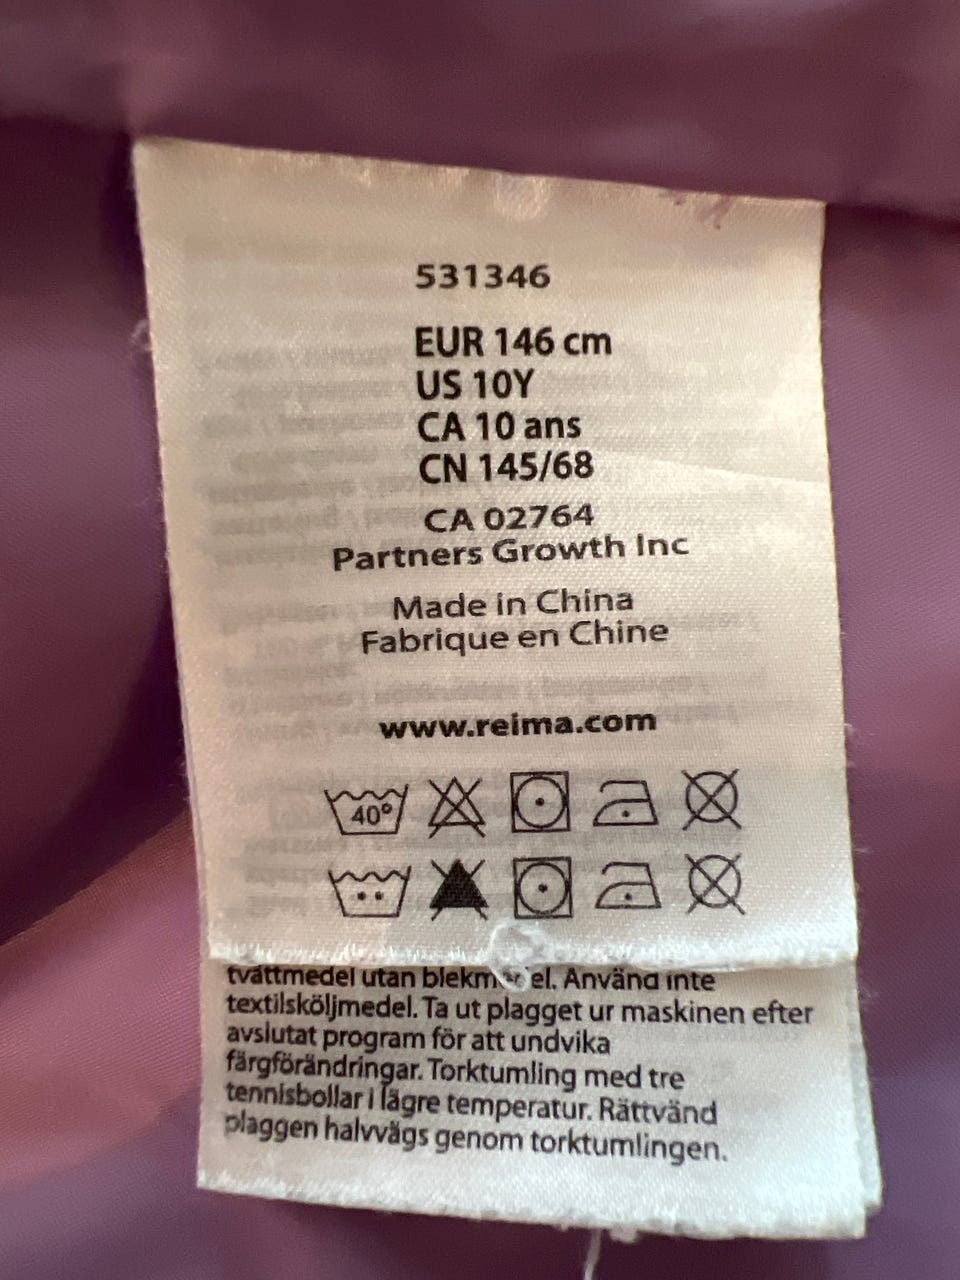 531346
EUR 146 cm
US 10Y
CA 10 ans
CN 145/68
CA 02764
Partners Growth Inc
Made in China
Fabrique en Chine
www.reima.com
40°
tvättmedel utan blekmedel. Använd inte
textilsköljmedel. Ta ut plagget ur maskinen efter
avslutat program för att undvika
färgförändringar. Torktumling med tre
tennisbollar i lägre temperatur. Rättvänd
plaggen halvvägs genom torktumlingen.